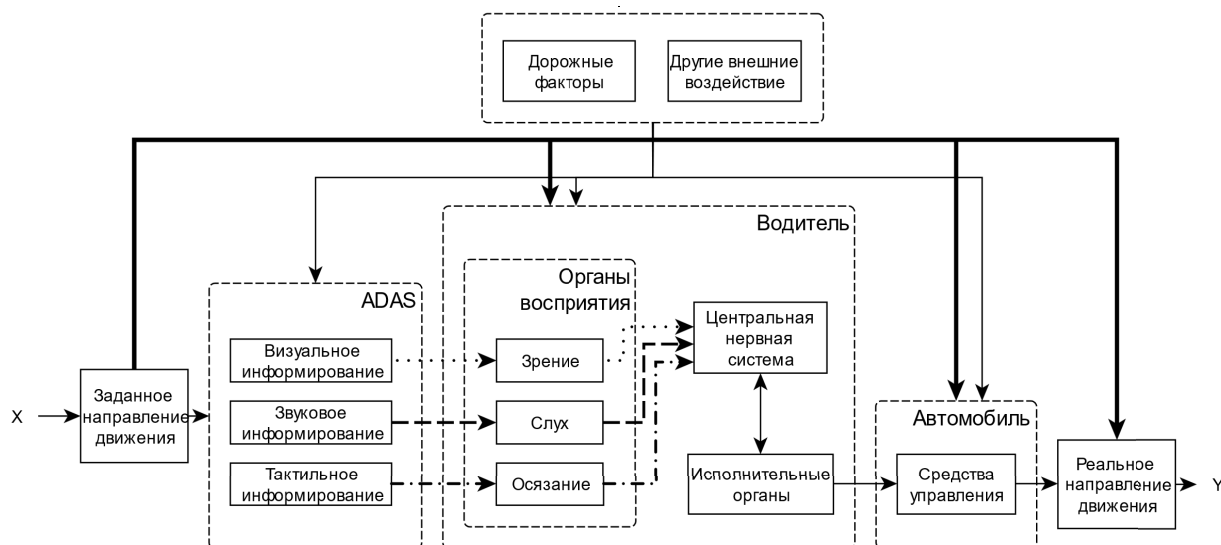 Дорожные
факторы
Другие внешние
воздействие
Водитель
Органы
восприятия
ADAS
Центральная
нервная
система
Визуальное
информирование
Зрение
Заданное
направление
движения
X
Звуковое
информирование
Слух
Автомобиль
Тактильное
информирование
Осязание
Исполнительные
органы
Средства
управления
Реальное
направление
движения
Y